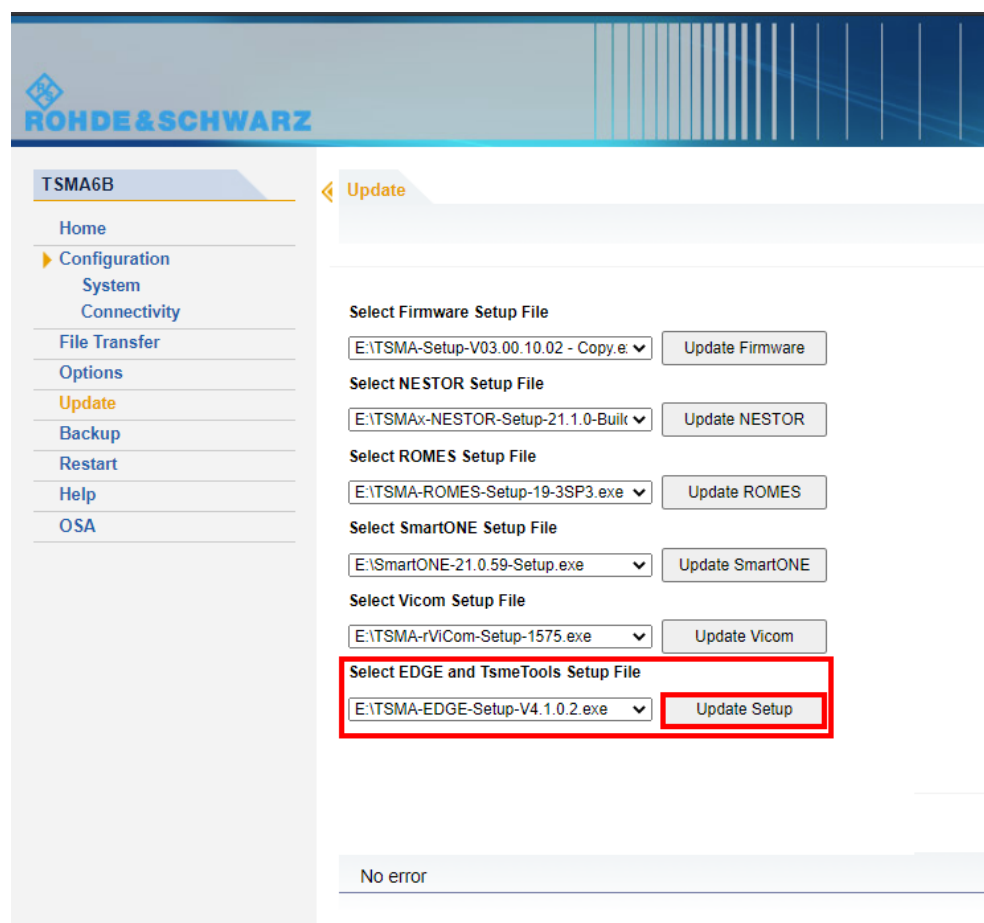 R S
ROHDE&SCHWARZ
TSMA6B
Home
Configuration
System
Connectivity
File Transfer
Options
Update
Backup
Restart
Help
OSA
Update
Select Firmware Setup File
E:\TSMA-Setup-V03.00.10.02 - Copy.e: Update Firmware
Select NESTOR Setup File
E:\TSMAx-NESTOR-Setup-21.1.0-Build Update NESTOR
Select ROMES Setup File
E:\TSMA-ROMES-Setup-19-3SP3.exe Update ROMES
Select SmartONE Setup File
E:\SmartONE-21.0.59-Setup.exe Update SmartONE
Select Vicom Setup File
E:\TSMA-rViCom-Setup-1575.exe Update Vicom
Select EDGE and TsmeTools Setup File
E:\TSMA-EDGE-Setup-V4.1.0.2.exe Update Setup
No error